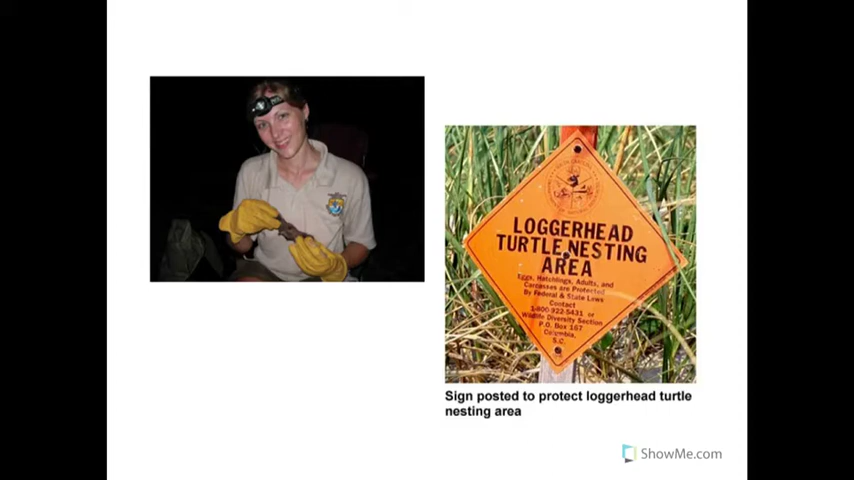 LOGGERHEAD
TURTLE NESTING
AREA
Eggs, Hatchlings, Adults, and
Carcasses are Protected
By Federal & State Laws
Contact
1-800-922-5431 or
Wildlife Diversity Section
P.O. Box 167
Columbia,
S.C.
Sign posted to protect loggerhead turtle
nesting area
ShowMe.com